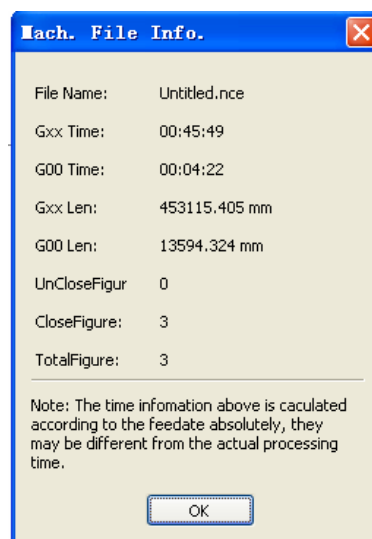 Mach. File Info.
File Name: Untitled.nce
Gxx Time: 00:45:49
G00 Time: 00:04:22
Gxx Len: 453115.405 mm
G00 Len: 13594.324 mm
UnCloseFigur 0
CloseFigure: 3
TotalFigure: 3
Note: The time infomation above is caculated
according to the feedate absolutely, they
may be different from the actual processing
time.
OK